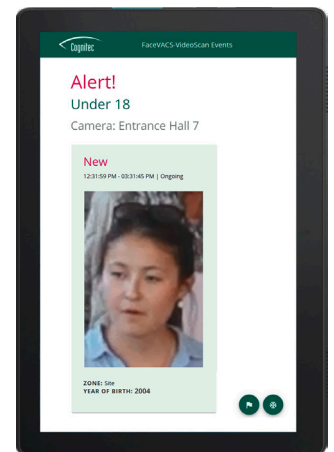 Cognitec
FaceVACS-VideoScan Events
Alert!
Under 18
Camera: Entrance Hall 7
New
12:31:59 PM - 03:31:45 PM | Ongoing
ZONE: Site
YEAR OF BIRTH: 2004